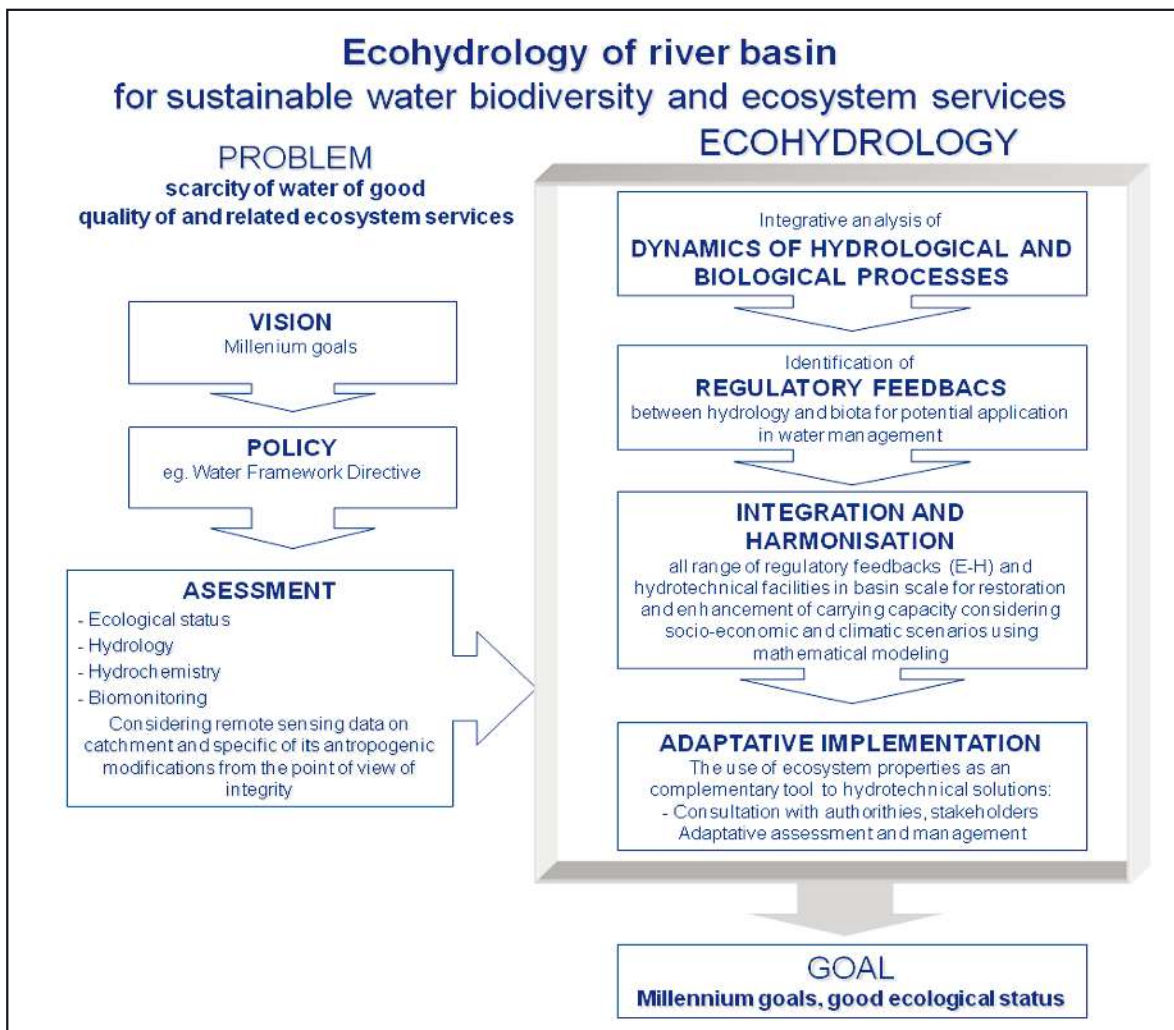 Ecohydrology of river basin
for sustainable water biodiversity and ecosystem services
PROBLEM
scarcity of water of good
quality of and related ecosystem services
VISION
Millenium goals
POLICY
eg. Water Framework Directive
ASESSMENT
- Ecological status
- Hydrology
- Hydrochemistry
- Biomonitoring
Considering remote sensing data on
catchment and specific of its antropogenic
modifications from the point of view of
integrity
ECOHYDROLOGY
Integrative analysis of
DYNAMICS OF HYDROLOGICAL AND
BIOLOGICAL PROCESSES
Identification of
REGULATORY FEEDBACS
between hydrology and biota for potential application
in water management
INTEGRATION AND
HARMONISATION
all range of regulatory feedbacks (E-H) and
hydrotechnical facilities in basin scale for restoration
and enhancement of carrying capacity considering
socio-economic and climatic scenarios using
mathematical modeling
ADAPTATIVE IMPLEMENTATION
The use of ecosystem properties as an
complementary tool to hydrotechnical solutions:
- Consultation with authorithies, stakeholders
Adaptative assessment and management
GOAL
Millennium goals, good ecological status